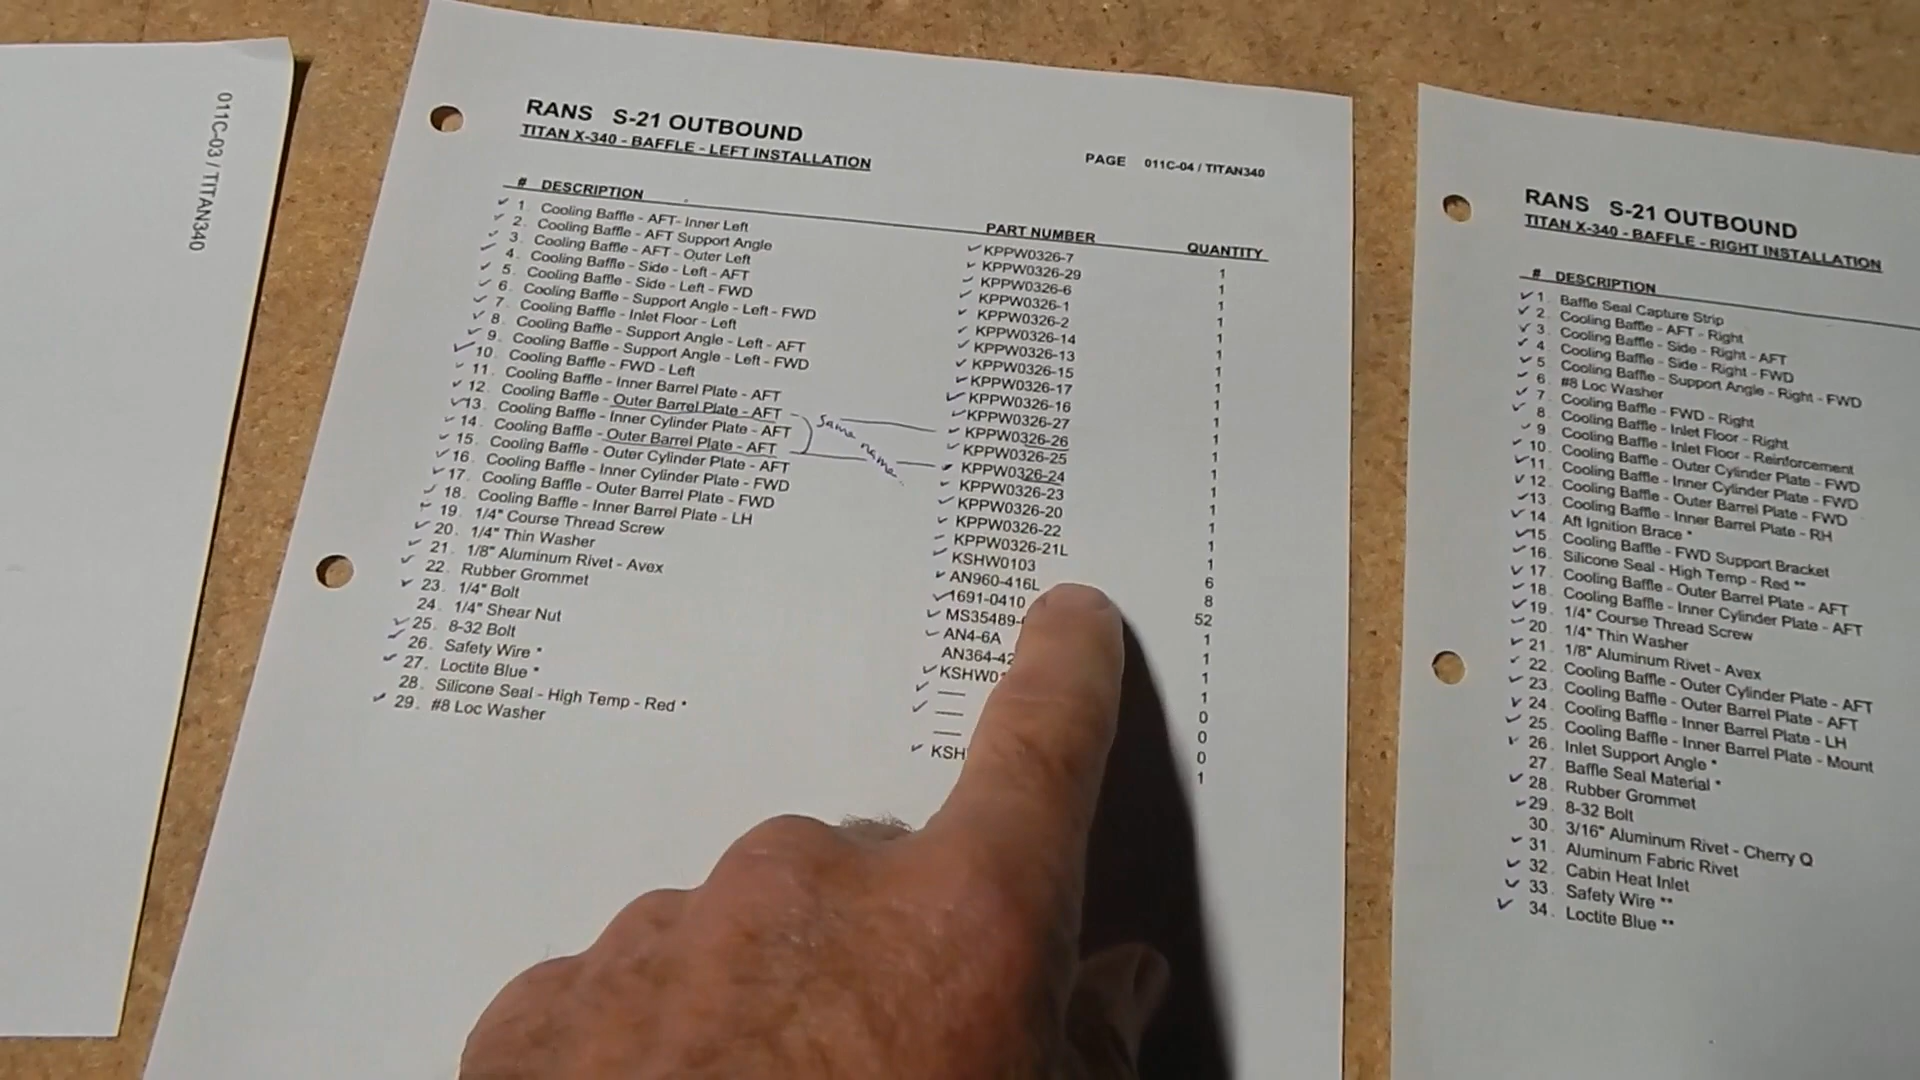 011C-03 / TITAN340
RANS S-21 OUTBOUND
TITAN X-340 - BAFFLE - LEFT INSTALLATION
PAGE 011C-04 / TITAN340
# DESCRIPTION PART NUMBER QUANTITY
1. Cooling Baffle - AFT- Inner Left KPPW0326-7 1
2. Cooling Baffle - AFT Support Angle KPPW0326-29 1
3. Cooling Baffle - AFT - Outer Left KPPW0326-6 1
4. Cooling Baffle - Side - Left - AFT KPPW0326-1 1
5. Cooling Baffle - Side - Left - FWD KPPW0326-2 1
6. Cooling Baffle - Support Angle - Left - FWD KPPW0326-14 1
7. Cooling Baffle - Inlet Floor - Left KPPW0326-13 1
8. Cooling Baffle - Support Angle - Left - AFT KPPW0326-15 1
9. Cooling Baffle - Support Angle - Left - FWD KPPW0326-17 1
10. Cooling Baffle - FWD - Left KPPW0326-16 1
11. Cooling Baffle - Inner Barrel Plate - AFT KPPW0326-27 1
12. Cooling Baffle - Outer Barrel Plate - AFT KPPW0326-26 1
13. Cooling Baffle - Inner Cylinder Plate - AFT KPPW0326-25 1
14. Cooling Baffle - Outer Barrel Plate - AFT KPPW0326-24 1
15. Cooling Baffle - Outer Cylinder Plate - AFT KPPW0326-23 1
16. Cooling Baffle - Inner Cylinder Plate - FWD KPPW0326-20 1
17. Cooling Baffle - Outer Barrel Plate - FWD KPPW0326-22 1
18. Cooling Baffle - Inner Barrel Plate - LH KPPW0326-21L 1
19. 1/4" Course Thread Screw KSHW0103 6
20. 1/4" Thin Washer AN960-416L 8
21. 1/8" Aluminum Rivet - Avex 1691-0410 52
22. Rubber Grommet MS35489- 1
23. 1/4" Bolt AN4-6A 1
24. 1/4" Shear Nut AN364-42 1
25. 8-32 Bolt KSHW01 1
26. Safety Wire * — 0
27. Loctite Blue * — 0
28. Silicone Seal - High Temp - Red * — 0
29. #8 Loc Washer KSH 1
Same name
RANS S-21 OUTBOUND
TITAN X-340 - BAFFLE - RIGHT INSTALLATION
# DESCRIPTION
1. Baffle Seal Capture Strip
2. Cooling Baffle - AFT - Right
3. Cooling Baffle - Side - Right - AFT
4. Cooling Baffle - Side - Right - FWD
5. Cooling Baffle - Support Angle - Right - FWD
6. #8 Loc Washer
7. Cooling Baffle - FWD - Right
8. Cooling Baffle - Inlet Floor - Right
9. Cooling Baffle - Inlet Floor - Reinforcement
10. Cooling Baffle - Outer Cylinder Plate - FWD
11. Cooling Baffle - Inner Cylinder Plate - FWD
12. Cooling Baffle - Outer Barrel Plate - FWD
13. Cooling Baffle - Inner Barrel Plate - RH
14. Aft Ignition Brace *
15. Cooling Baffle - FWD Support Bracket
16. Silicone Seal - High Temp - Red **
17. Cooling Baffle - Outer Barrel Plate - AFT
18. Cooling Baffle - Inner Cylinder Plate - AFT
19. 1/4" Course Thread Screw
20. 1/4" Thin Washer
21. 1/8" Aluminum Rivet - Avex
22. Cooling Baffle - Outer Cylinder Plate - AFT
23. Cooling Baffle - Outer Barrel Plate - AFT
24. Cooling Baffle - Inner Barrel Plate - LH
25. Cooling Baffle - Inner Barrel Plate - Mount
26. Inlet Support Angle *
27. Baffle Seal Material *
28. Rubber Grommet
29. 8-32 Bolt
30. 3/16" Aluminum Rivet - Cherry Q
31. Aluminum Fabric Rivet
32. Cabin Heat Inlet
33. Safety Wire **
34. Loctite Blue **